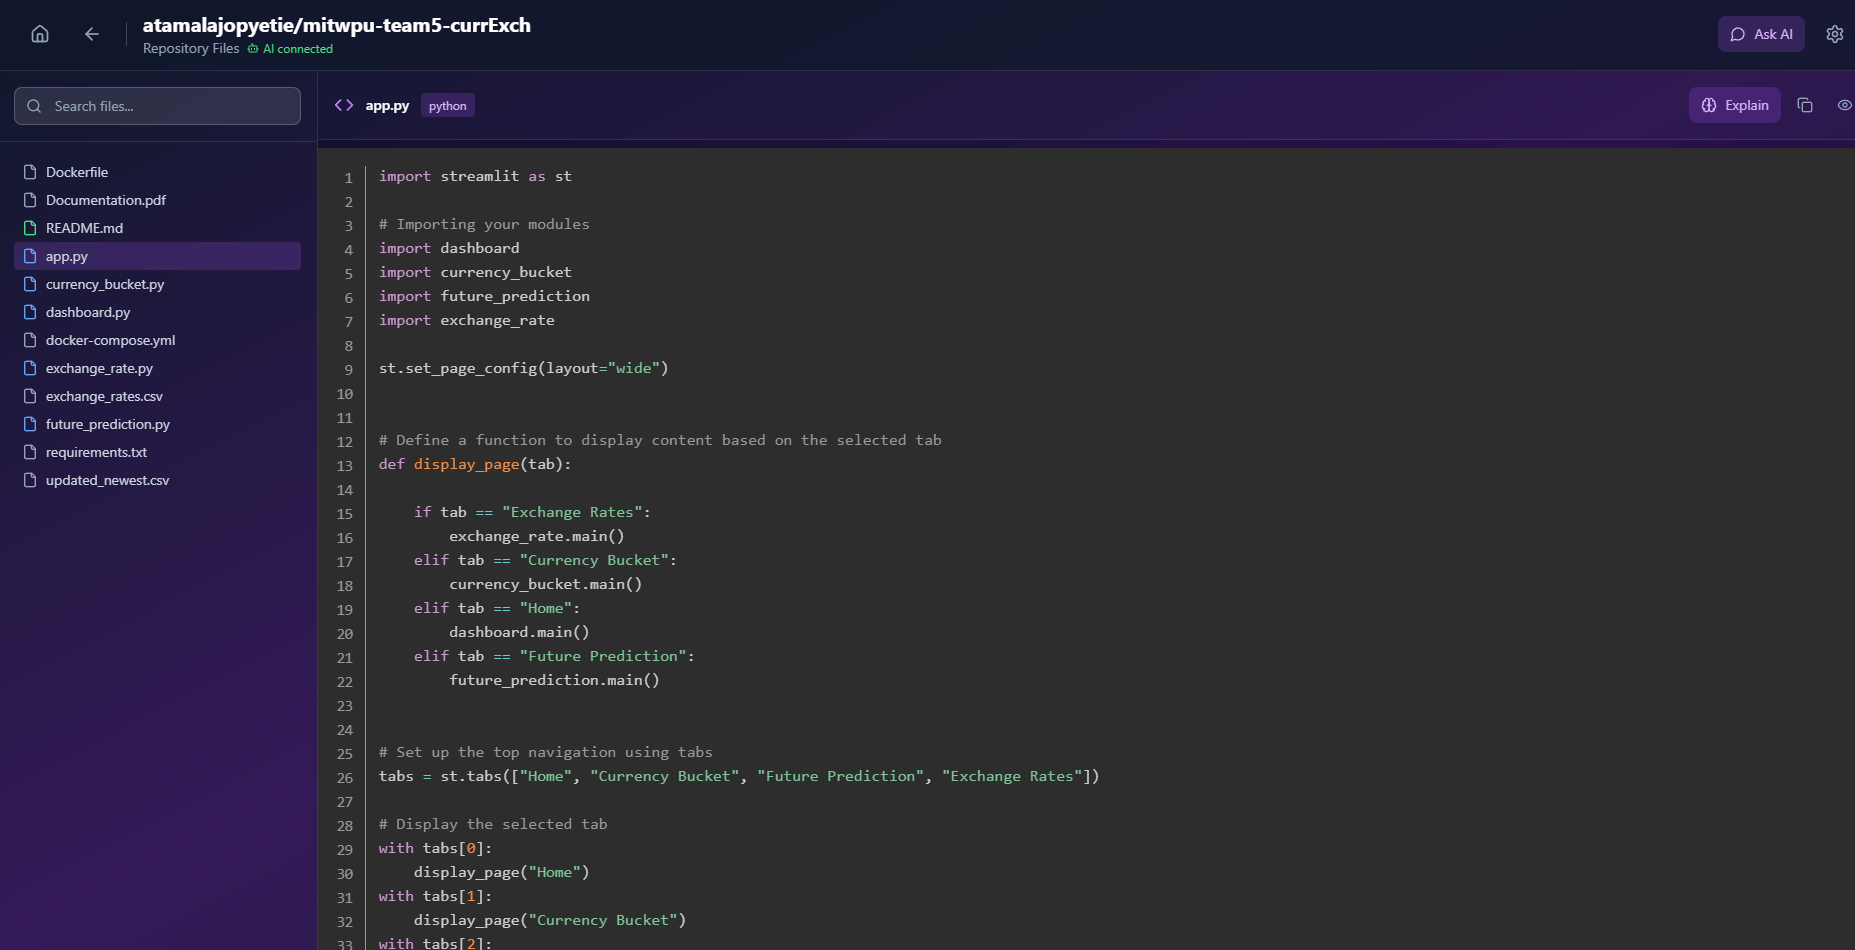 atamalajopyetie/mitwpu-team5-currExch
Repository Files AI connected
Ask AI
Search files...
Dockerfile
Documentation.pdf
README.md
app.py
currency_bucket.py
dashboard.py
docker-compose.yml
exchange_rate.py
exchange_rates.csv
future_prediction.py
requirements.txt
updated_newest.csv
app.py python
Explain
1 import streamlit as st
2
3 # Importing your modules
4 import dashboard
5 import currency_bucket
6 import future_prediction
7 import exchange_rate
8
9 st.set_page_config(layout="wide")
10
11
12 # Define a function to display content based on the selected tab
13 def display_page(tab):
14
15     if tab == "Exchange Rates":
16         exchange_rate.main()
17     elif tab == "Currency Bucket":
18         currency_bucket.main()
19     elif tab == "Home":
20         dashboard.main()
21     elif tab == "Future Prediction":
22         future_prediction.main()
23
24
25 # Set up the top navigation using tabs
26 tabs = st.tabs(["Home", "Currency Bucket", "Future Prediction", "Exchange Rates"])
27
28 # Display the selected tab
29 with tabs[0]:
30     display_page("Home")
31 with tabs[1]:
32     display_page("Currency Bucket")
33 with tabs[2]: